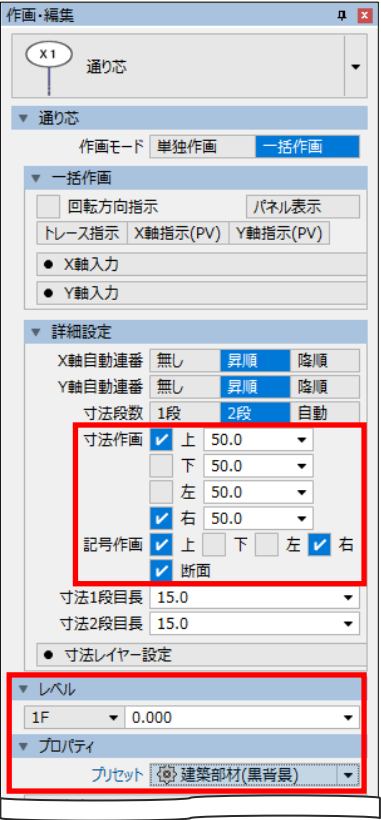 作画・編集
X1
通り芯
通り芯
作画モード 単独作画 一括作画
一括作画
回転方向指示 パネル表示
トレース指示 X軸指示(PV) Y軸指示(PV)
● X軸入力
● Y軸入力
詳細設定
X軸自動連番 無し 昇順 降順
Y軸自動連番 無し 昇順 降順
寸法段数 1段 2段 自動
寸法作画 上 50.0
下 50.0
左 50.0
右 50.0
記号作画 上 下 左 右
断面
寸法1段目長 15.0
寸法2段目長 15.0
● 寸法レイヤー設定
レベル
1F 0.000
プロパティ
プリセット 建築部材(黒背景)